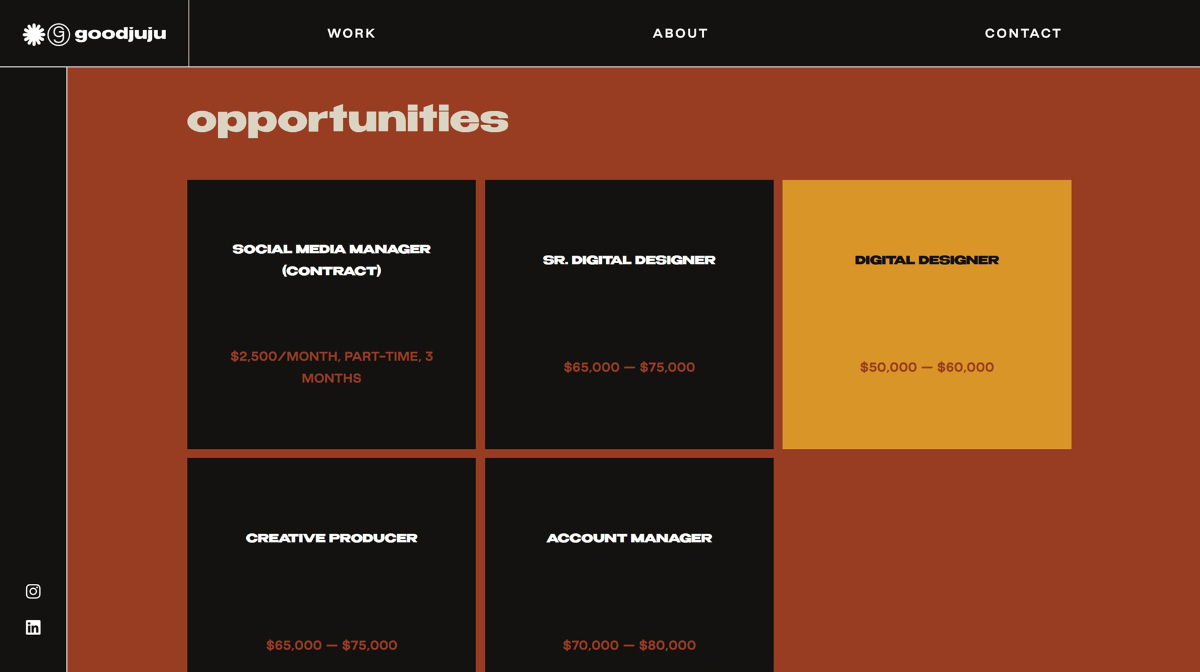 goodjuju
WORK
ABOUT
CONTACT
opportunities
SOCIAL MEDIA MANAGER
(CONTRACT)
$2,500/MONTH, PART-TIME, 3
MONTHS
SR. DIGITAL DESIGNER
$65,000 — $75,000
DIGITAL DESIGNER
$50,000 — $60,000
CREATIVE PRODUCER
$65,000 — $75,000
ACCOUNT MANAGER
$70,000 — $80,000